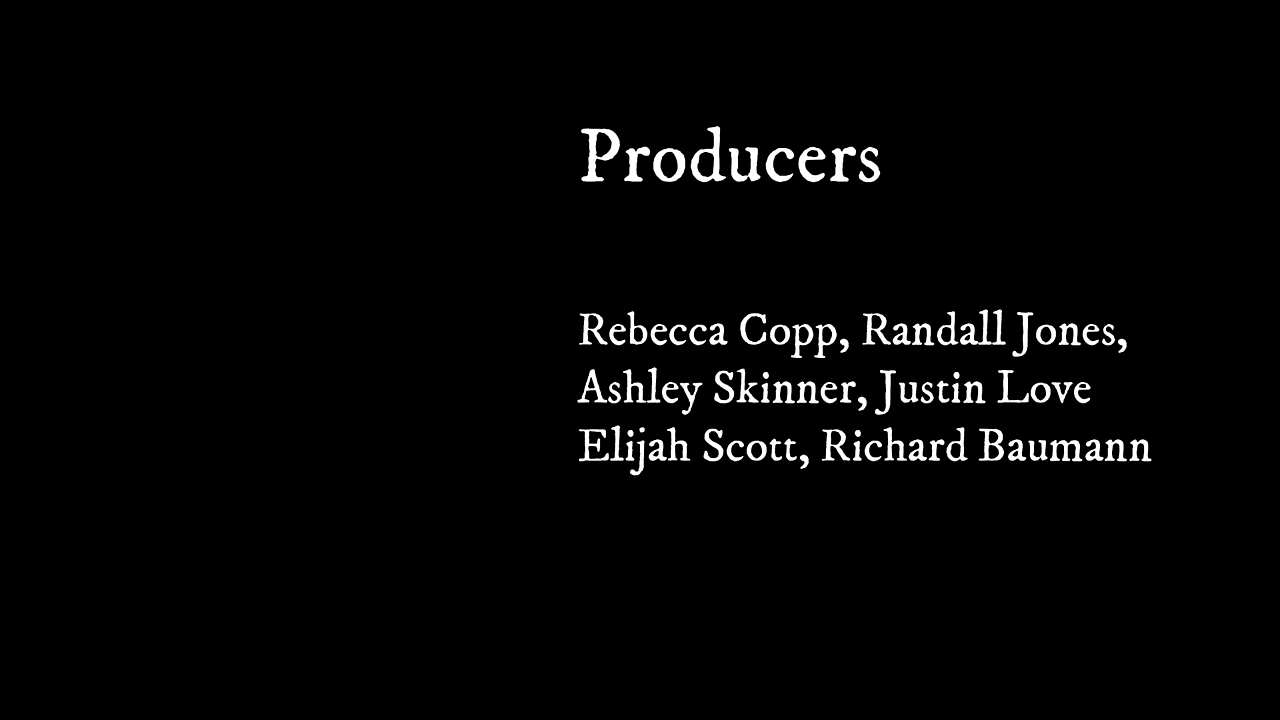 Producers
Rebecca Copp, Randall Jones,
Ashley Skinner, Justin Love
Elijah Scott, Richard Baumann